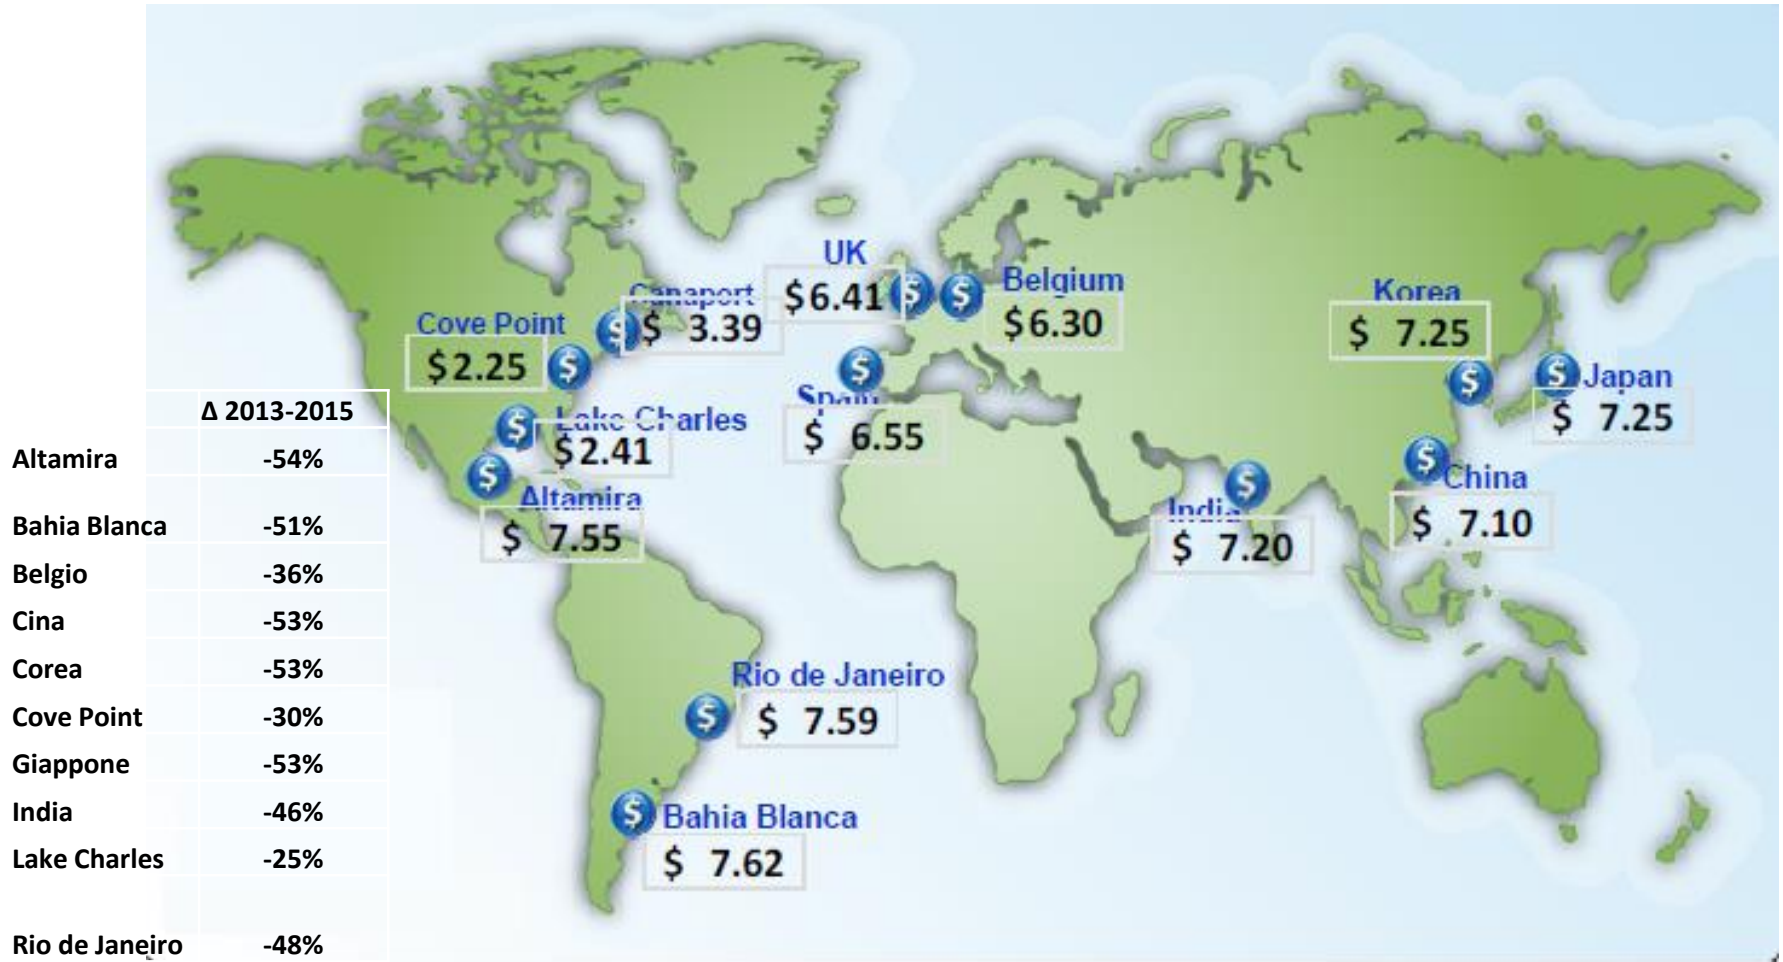 UK
$6.41
Belgium
$6.30
Canaport
$ 3.39
Cove Point
$2.25
Korea
$ 7.25
Japan
$ 7.25
Spain
$ 6.55
Lake Charles
$2.41
China
$ 7.10
Altamira
$ 7.55
India
$ 7.20
Rio de Janeiro
$ 7.59
Bahia Blanca
$ 7.62
Δ 2013-2015
Altamira -54%
Bahia Blanca -51%
Belgio -36%
Cina -53%
Corea -53%
Cove Point -30%
Giappone -53%
India -46%
Lake Charles -25%
Rio de Janeiro -48%